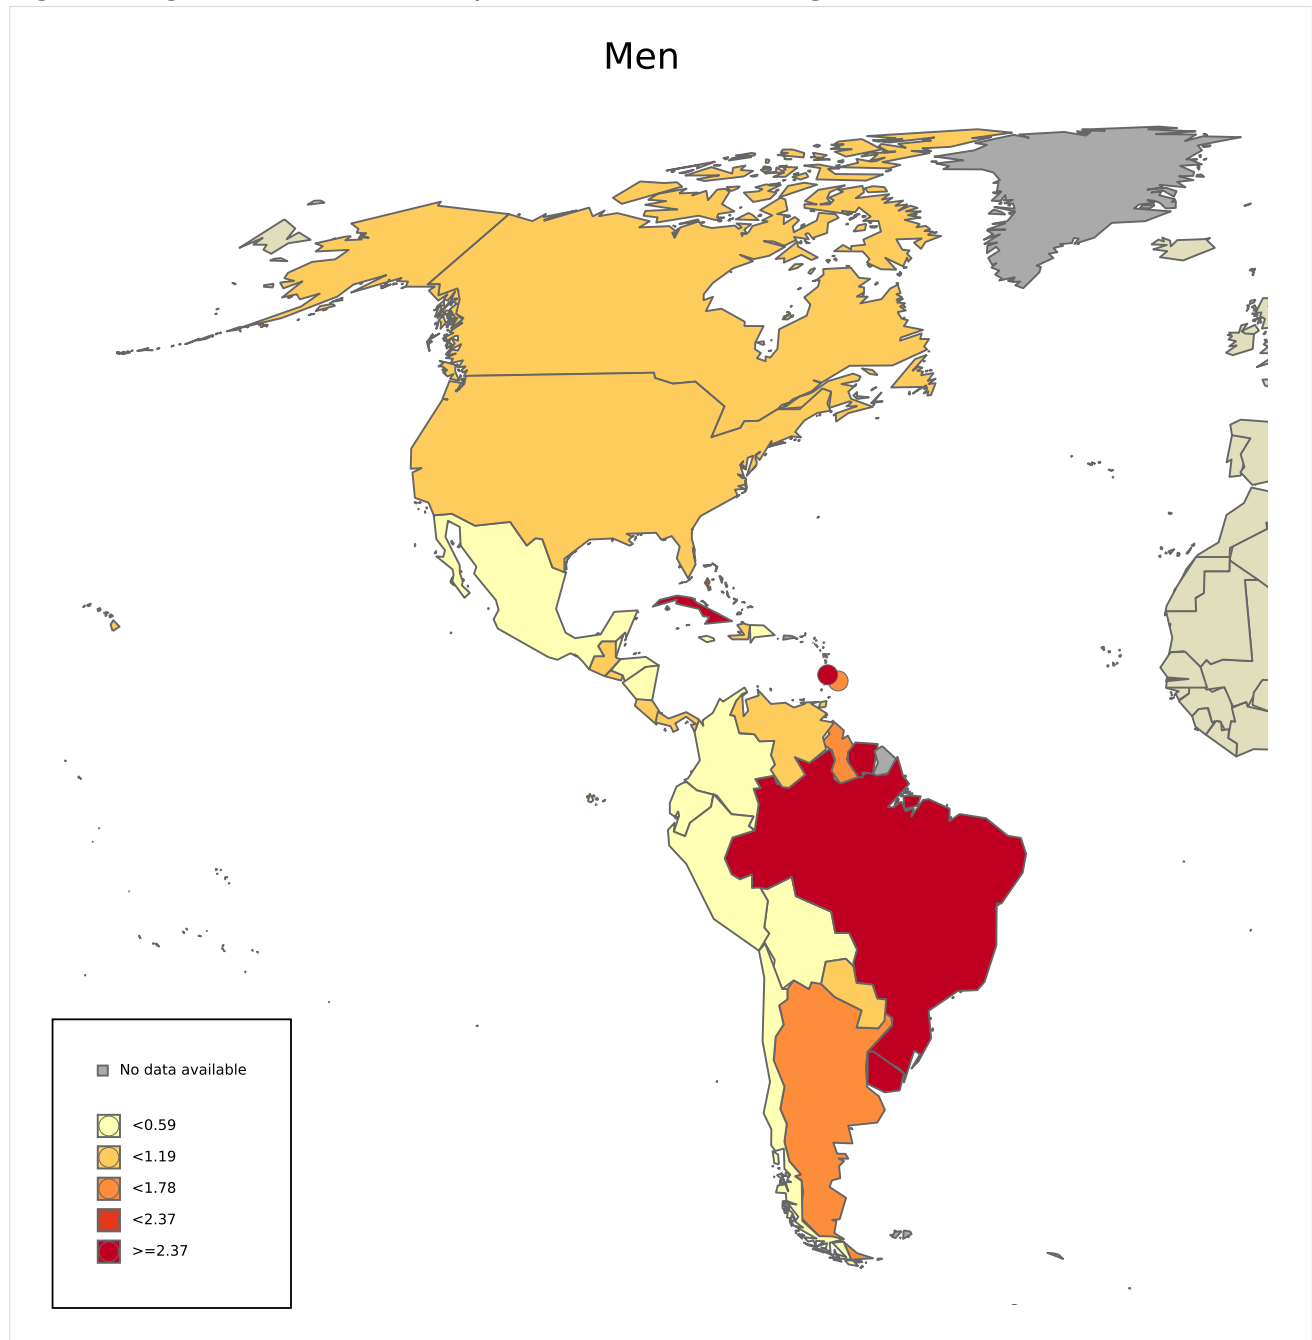 Men
No data available
<0.59
<1.19
<1.78
<2.37
>=2.37